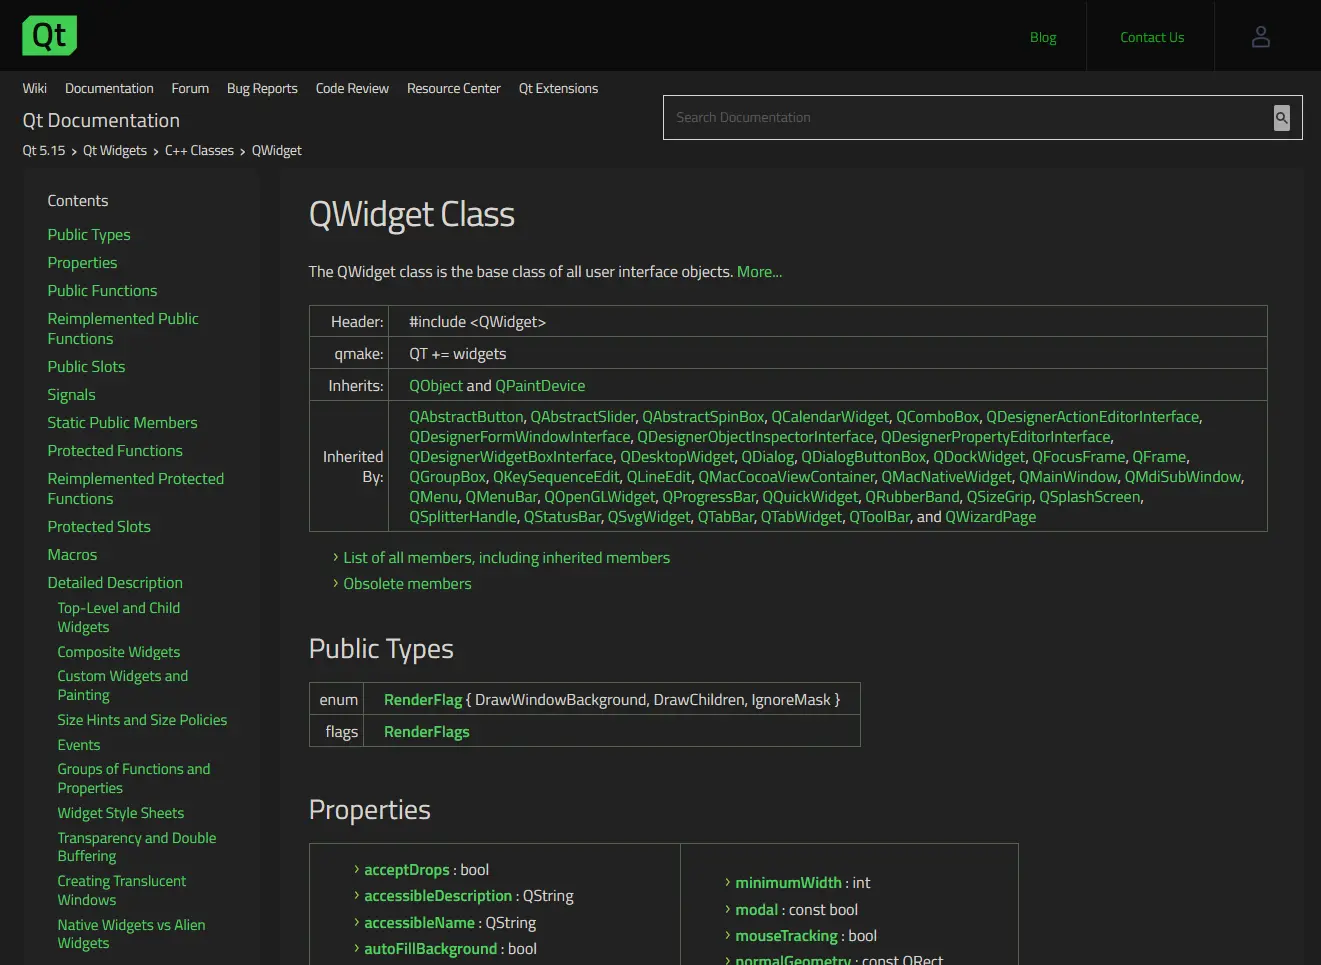 Qt
Blog
Contact Us
Wiki Documentation Forum Bug Reports Code Review Resource Center Qt Extensions
Qt Documentation
Search Documentation
Qt 5.15 › Qt Widgets › C++ Classes › QWidget
Contents
Public Types
Properties
Public Functions
Reimplemented Public
Functions
Public Slots
Signals
Static Public Members
Protected Functions
Reimplemented Protected
Functions
Protected Slots
Macros
Detailed Description
Top-Level and Child
Widgets
Composite Widgets
Custom Widgets and
Painting
Size Hints and Size Policies
Events
Groups of Functions and
Properties
Widget Style Sheets
Transparency and Double
Buffering
Creating Translucent
Windows
Native Widgets vs Alien
Widgets
QWidget Class
The QWidget class is the base class of all user interface objects. More...
Header: #include <QWidget>
qmake: QT += widgets
Inherits: QObject and QPaintDevice
Inherited By:
QAbstractButton, QAbstractSlider, QAbstractSpinBox, QCalendarWidget, QComboBox, QDesignerActionEditorInterface,
QDesignerFormWindowInterface, QDesignerObjectInspectorInterface, QDesignerPropertyEditorInterface,
QDesignerWidgetBoxInterface, QDesktopWidget, QDialog, QDialogButtonBox, QDockWidget, QFocusFrame, QFrame,
QGroupBox, QKeySequenceEdit, QLineEdit, QMacCocoaViewContainer, QMacNativeWidget, QMainWindow, QMdiSubWindow,
QMenu, QMenuBar, QOpenGLWidget, QProgressBar, QQuickWidget, QRubberBand, QSizeGrip, QSplashScreen,
QSplitterHandle, QStatusBar, QSvgWidget, QTabBar, QTabWidget, QToolBar, and QWizardPage
› List of all members, including inherited members
› Obsolete members
Public Types
enum RenderFlag { DrawWindowBackground, DrawChildren, IgnoreMask }
flags RenderFlags
Properties
› acceptDrops : bool
› accessibleDescription : QString
› accessibleName : QString
› autoFillBackground : bool
› minimumWidth : int
› modal : const bool
› mouseTracking : bool
› normalGeometry : const QRect